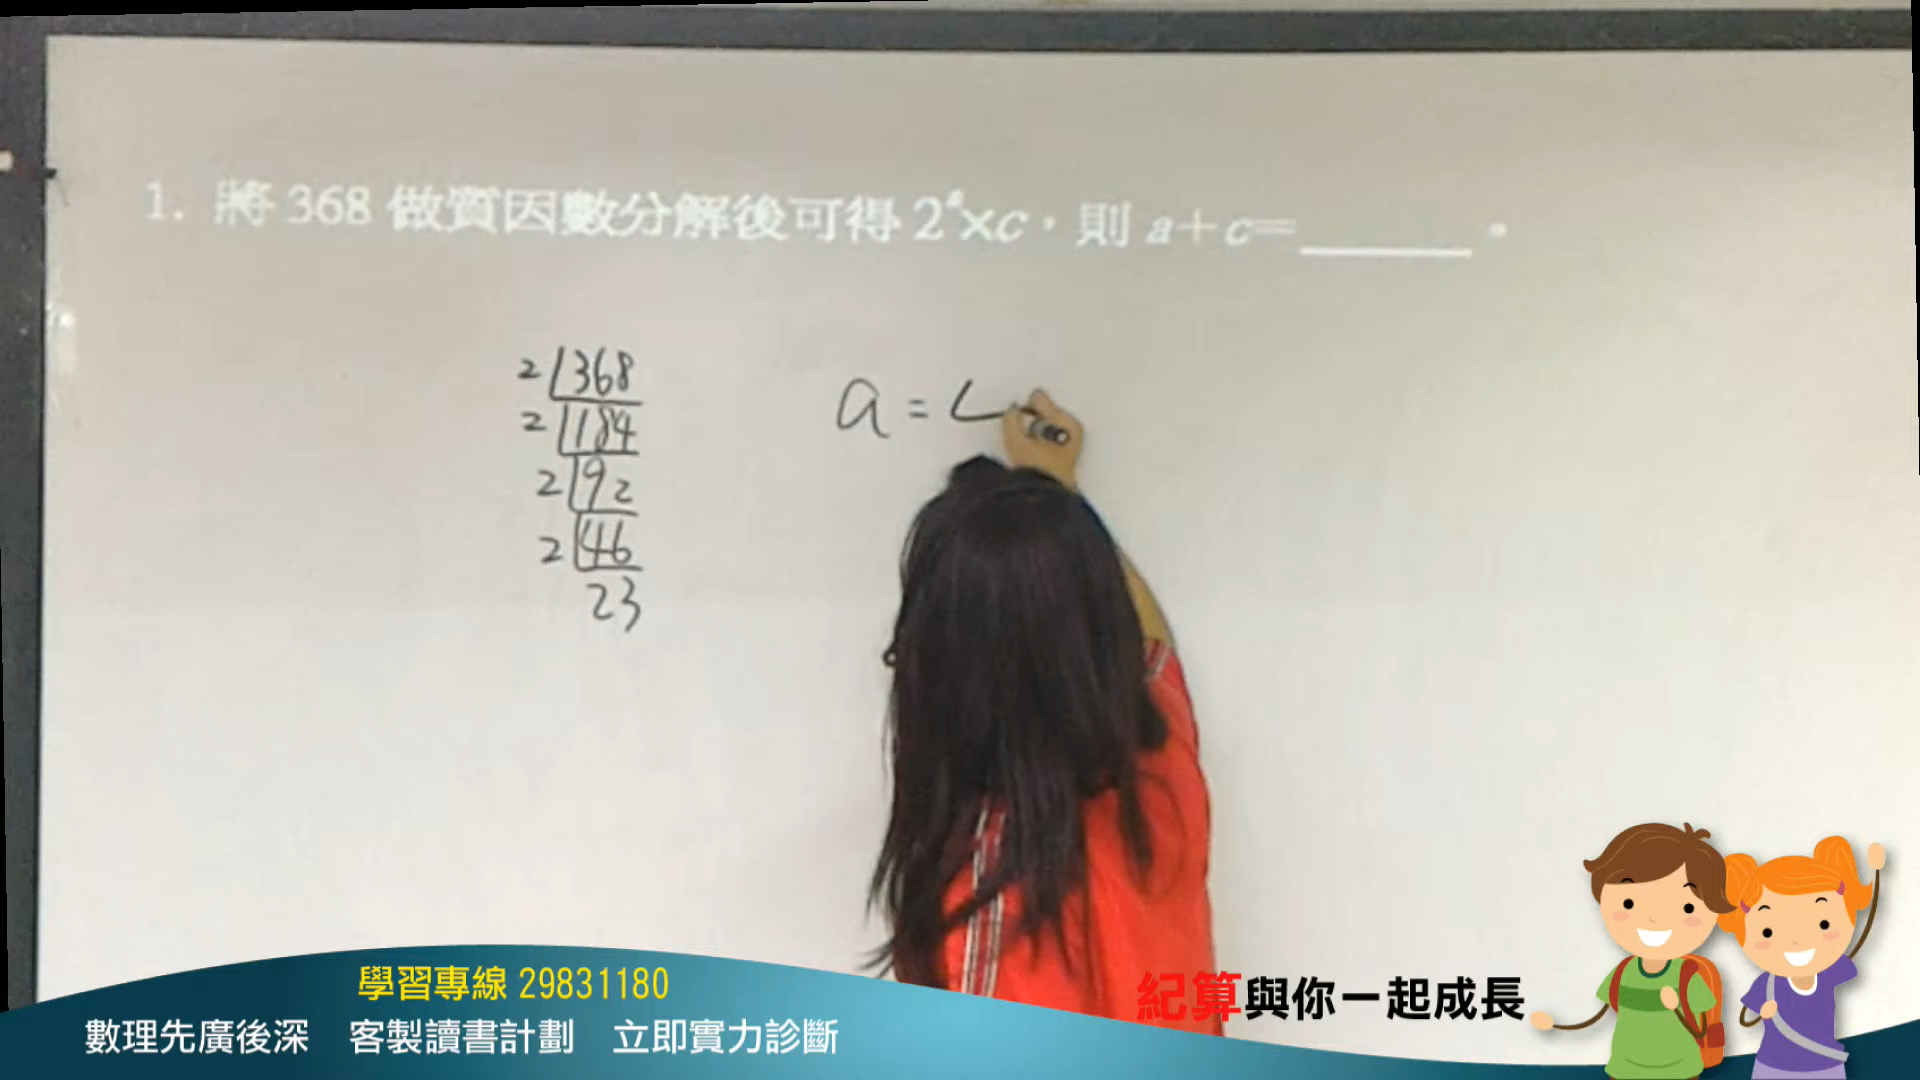 1. 將 368 做質因數分解後可得 2ᵃ×c，則 a＋c＝______。
2 368
2 184
2 92
2 46
23
a =
學習專線 29831180
數理先廣後深 客製讀書計劃 立即實力診斷
紀算與你一起成長